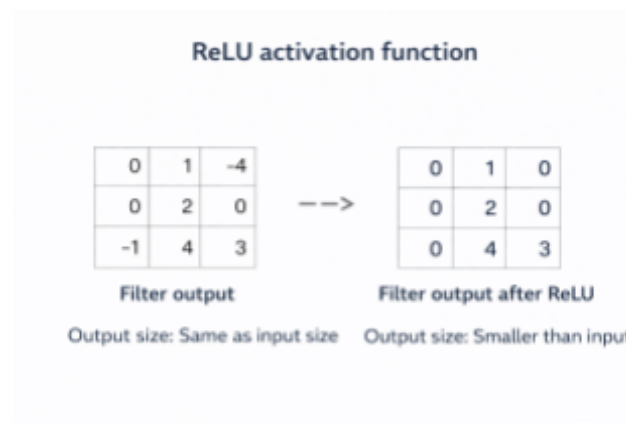 ReLU activation function
0 1 -4
0 2 0
-1 4 3
-->
0 1 0
0 2 0
0 4 3
Filter output
Filter output after ReLU
Output size: Same as input size
Output size: Smaller than input